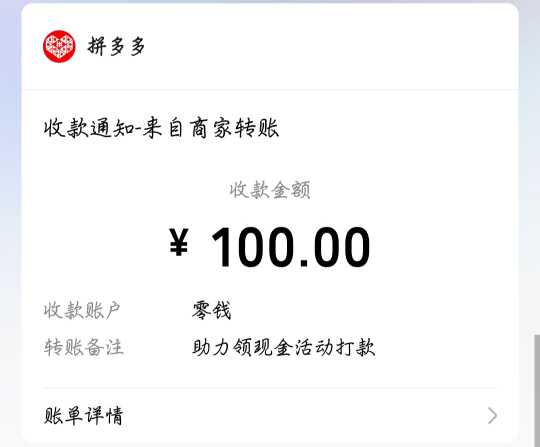 拼多多
收款通知-来自商家转账
收款金额
¥ 100.00
收款账户 零钱
转账备注 助力领现金活动打款
账单详情